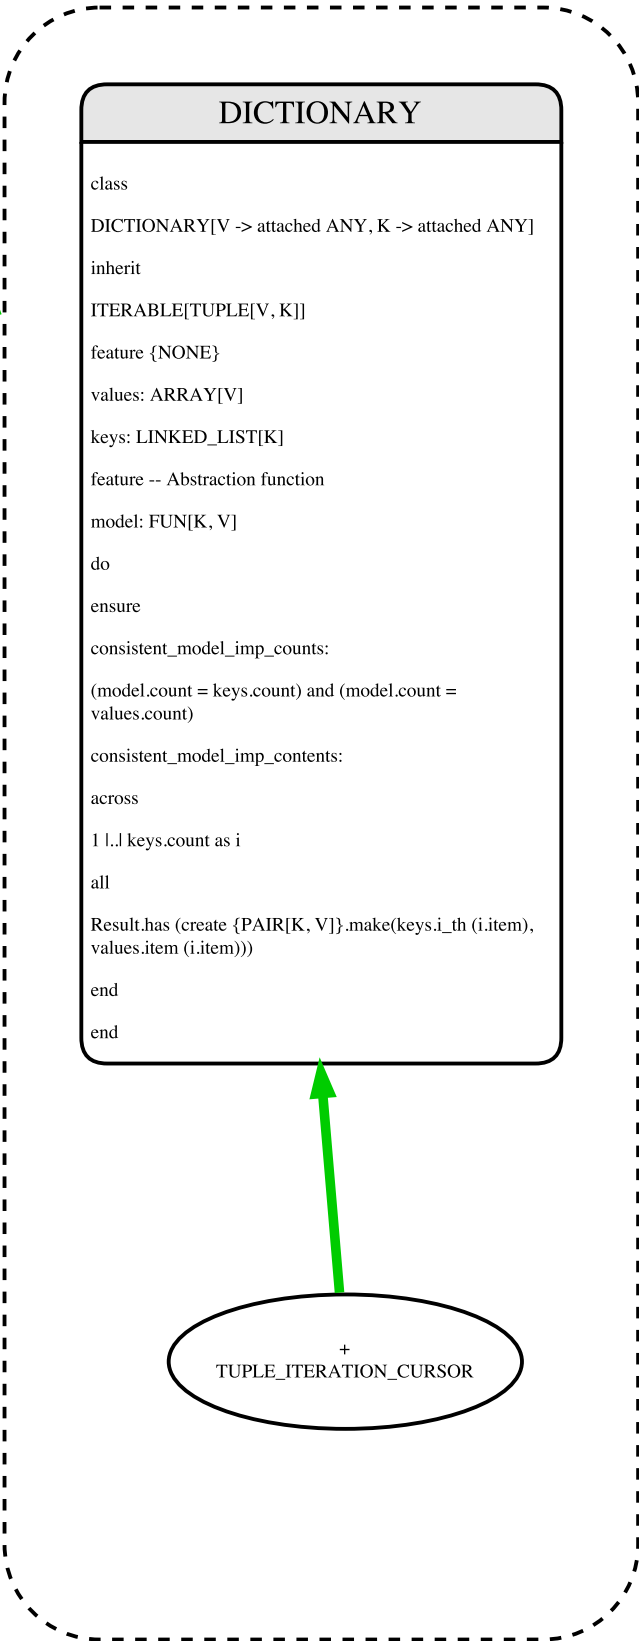 DICTIONARY
class
DICTIONARY[V -> attached ANY, K -> attached ANY]
inherit
ITERABLE[TUPLE[V, K]]
feature {NONE}
values: ARRAY[V]
keys: LINKED_LIST[K]
feature -- Abstraction function
model: FUN[K, V]
do
ensure
consistent_model_imp_counts:
(model.count = keys.count) and (model.count =
values.count)
consistent_model_imp_contents:
across
1 |..| keys.count as i
all
Result.has (create {PAIR[K, V]}.make(keys.i_th (i.item),
values.item (i.item)))
end
end
+
TUPLE_ITERATION_CURSOR